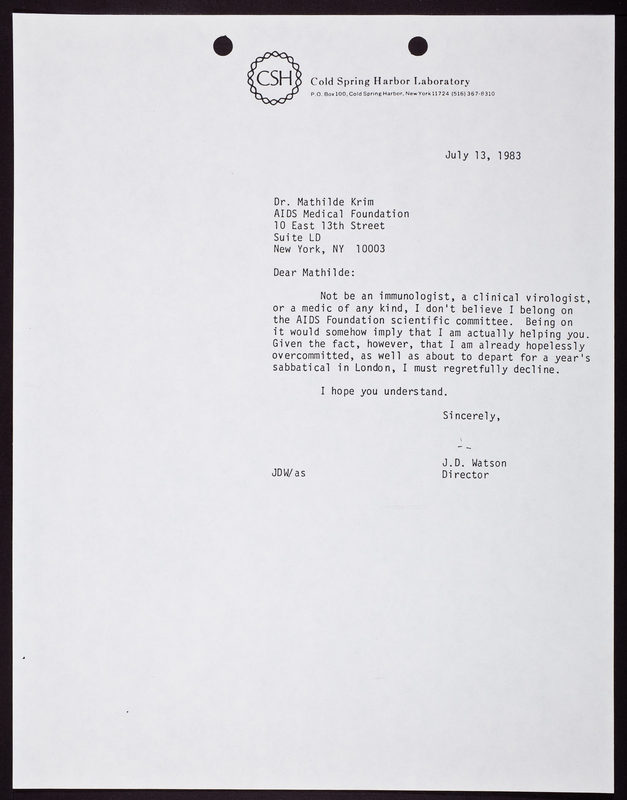 CSH
Cold Spring Harbor Laboratory
P.O. Box 100, Cold Spring Harbor, New York 11724 (516) 367-8310
July 13, 1983
Dr. Mathilde Krim
AIDS Medical Foundation
10 East 13th Street
Suite LD
New York, NY 10003
Dear Mathilde:
Not be an immunologist, a clinical virologist,
or a medic of any kind, I don't believe I belong on
the AIDS Foundation scientific committee. Being on
it would somehow imply that I am actually helping you.
Given the fact, however, that I am already hopelessly
overcommitted, as well as about to depart for a year's
sabbatical in London, I must regretfully decline.
I hope you understand.
Sincerely,
J.D. Watson
JDW/as
Director